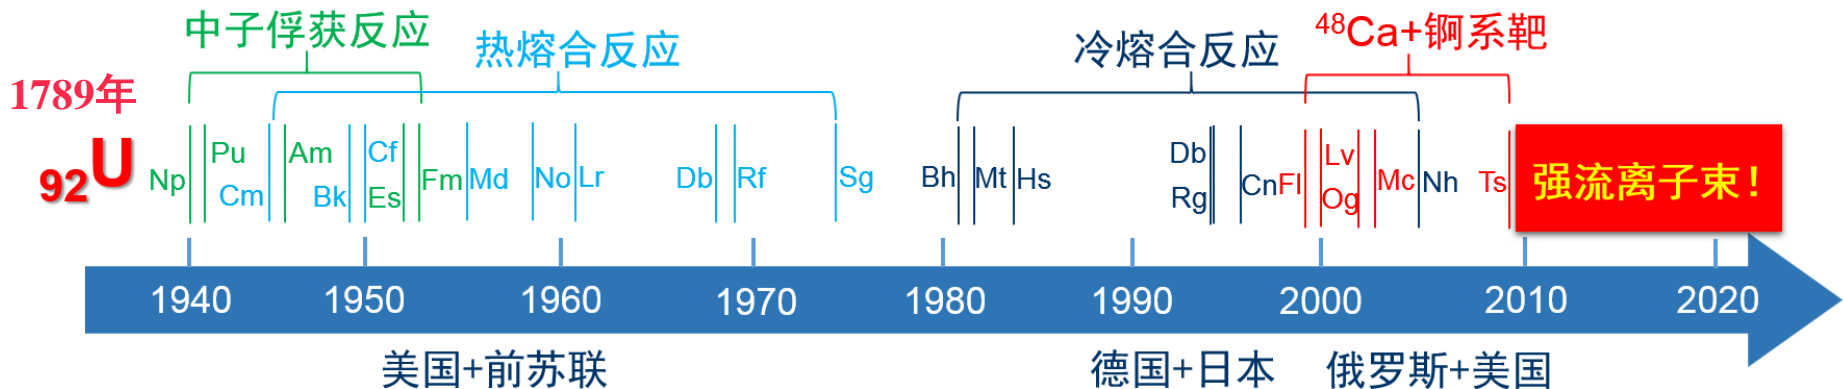 中子俘获反应
热熔合反应
冷熔合反应
48Ca+锕系靶
1789年
92U
Np
Pu
Cm
Am
Bk
Cf
Es
Fm
Md
No
Lr
Db
Rf
Sg
Bh
Mt
Hs
Db
Rg
Cn
Fl
Lv
Og
Mc
Nh
Ts
强流离子束！
1940
1950
1960
1970
1980
1990
2000
2010
2020
美国+前苏联
德国+日本
俄罗斯+美国